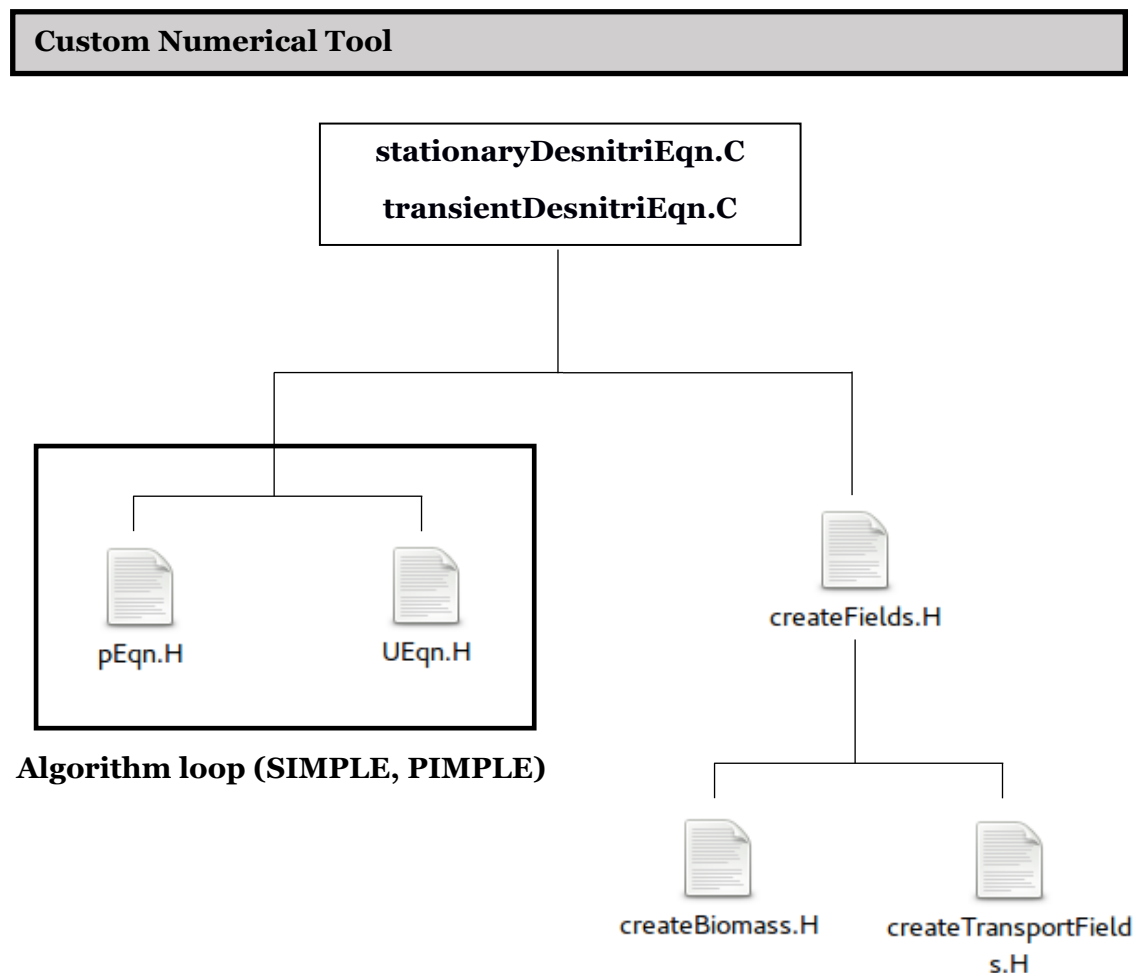 Custom Numerical Tool
stationaryDesnitriEqn.C
transientDesnitriEqn.C
pEqn.H
UEqn.H
createFields.H
Algorithm loop (SIMPLE, PIMPLE)
createBiomass.H
createTransportField
s.H